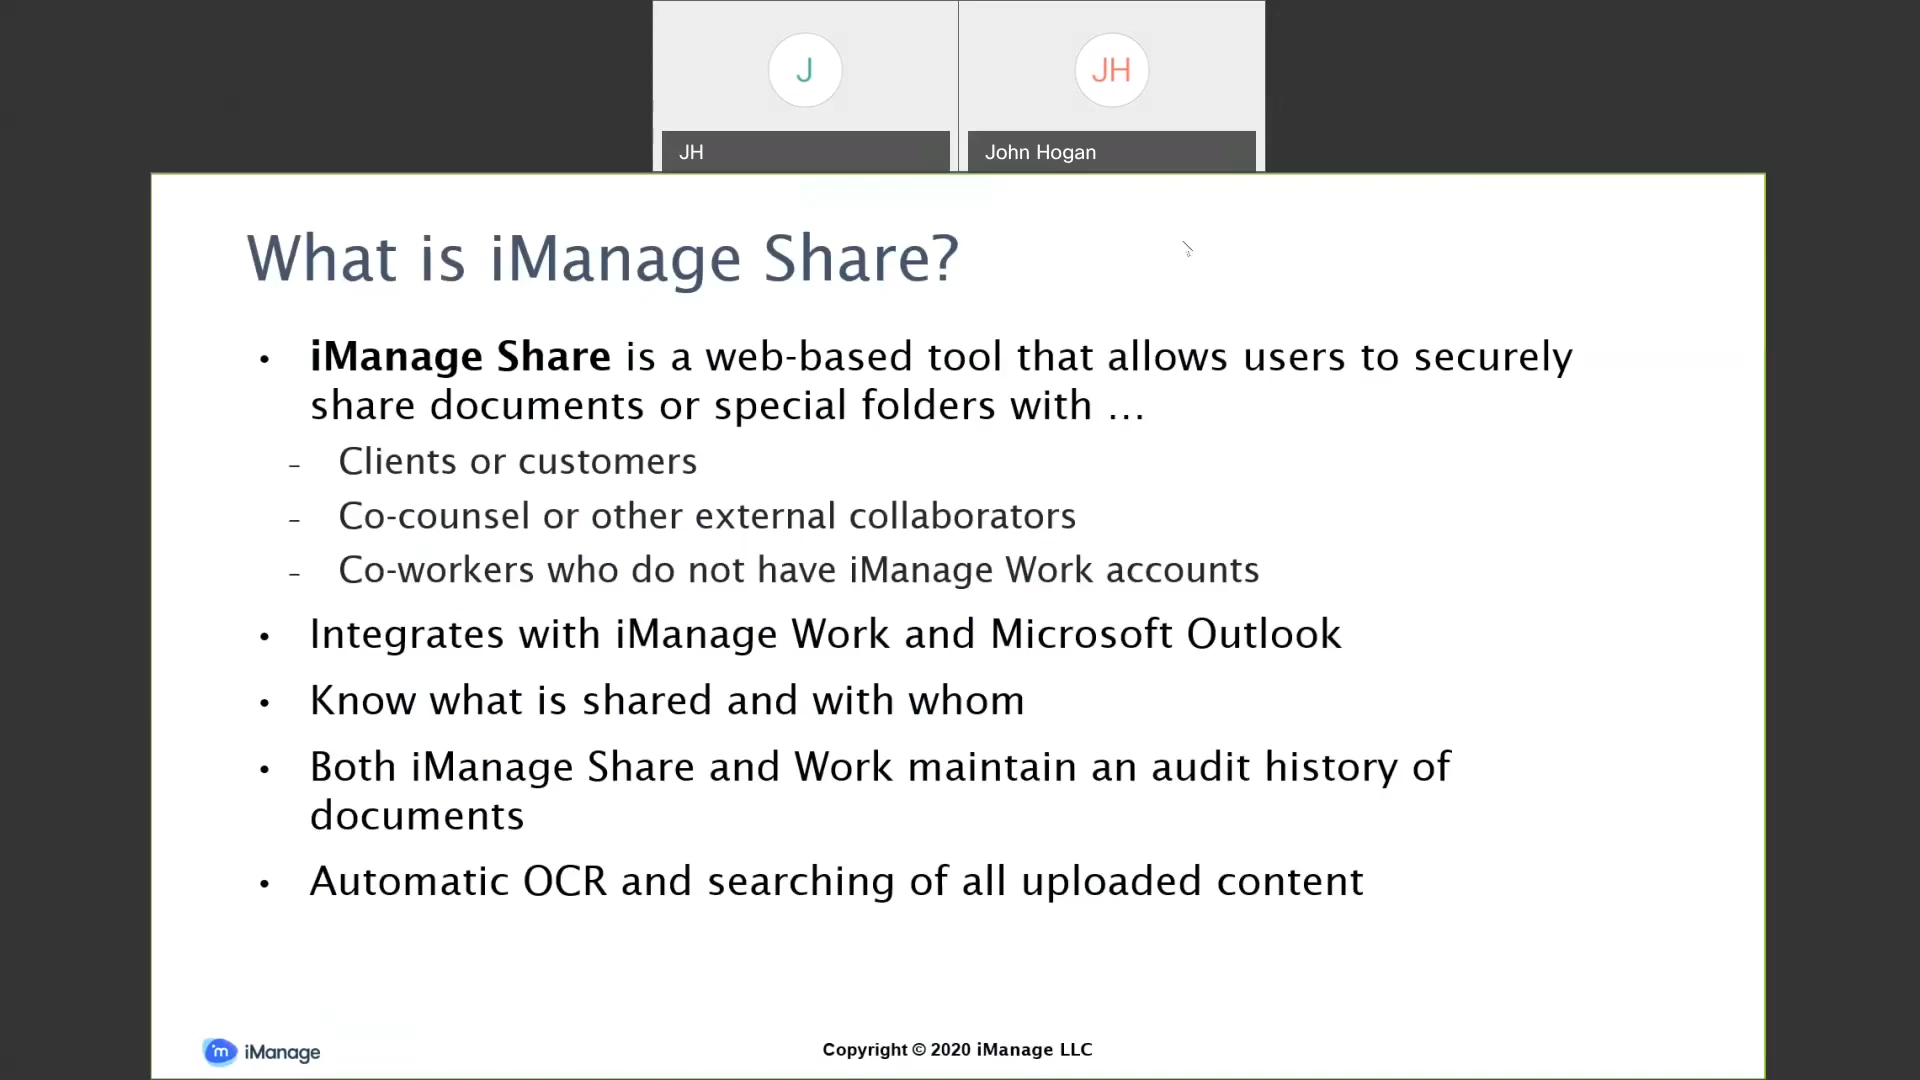 J
JH
JH
John Hogan
What is iManage Share?
• iManage Share is a web-based tool that allows users to securely
share documents or special folders with ...
– Clients or customers
– Co-counsel or other external collaborators
– Co-workers who do not have iManage Work accounts
• Integrates with iManage Work and Microsoft Outlook
• Know what is shared and with whom
• Both iManage Share and Work maintain an audit history of
documents
• Automatic OCR and searching of all uploaded content
m iManage
Copyright © 2020 iManage LLC